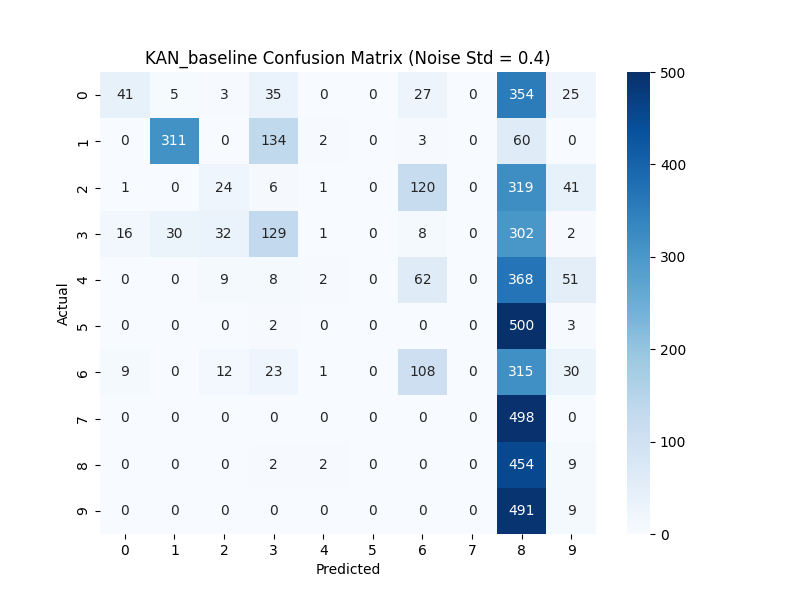 KAN_baseline Confusion Matrix (Noise Std = 0.4)
0 41 5 3 35 0 0 27 0 354 25
1 0 311 0 134 2 0 3 0 60 0
2 1 0 24 6 1 0 120 0 319 41
3 16 30 32 129 1 0 8 0 302 2
4 0 0 9 8 2 0 62 0 368 51
5 0 0 0 2 0 0 0 0 500 3
6 9 0 12 23 1 0 108 0 315 30
7 0 0 0 0 0 0 0 0 498 0
8 0 0 0 2 2 0 0 0 454 9
9 0 0 0 0 0 0 0 0 491 9
0 1 2 3 4 5 6 7 8 9
Predicted
Actual
500
400
300
200
100
0